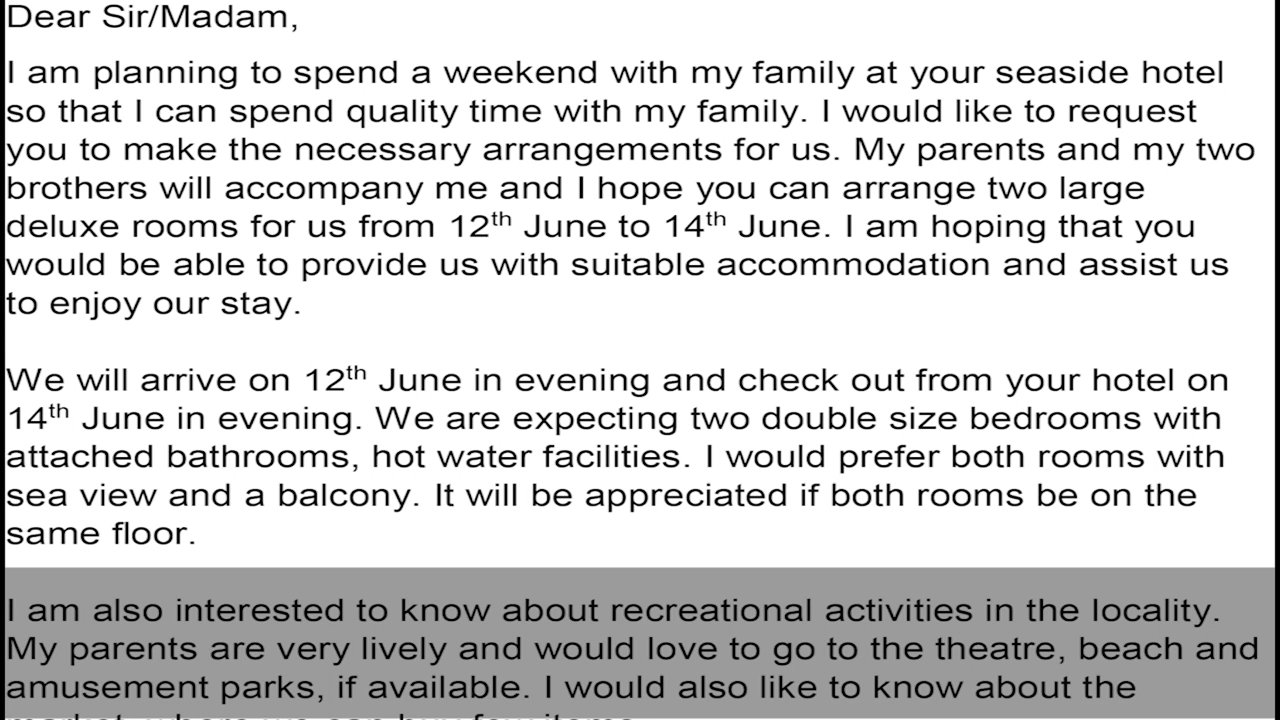 Dear Sir/Madam,
I am planning to spend a weekend with my family at your seaside hotel
so that I can spend quality time with my family. I would like to request
you to make the necessary arrangements for us. My parents and my two
brothers will accompany me and I hope you can arrange two large
deluxe rooms for us from 12th June to 14th June. I am hoping that you
would be able to provide us with suitable accommodation and assist us
to enjoy our stay.
We will arrive on 12th June in evening and check out from your hotel on
14th June in evening. We are expecting two double size bedrooms with
attached bathrooms, hot water facilities. I would prefer both rooms with
sea view and a balcony. It will be appreciated if both rooms be on the
same floor.
I am also interested to know about recreational activities in the locality.
My parents are very lively and would love to go to the theatre, beach and
amusement parks, if available. I would also like to know about the
market, where we can buy few items